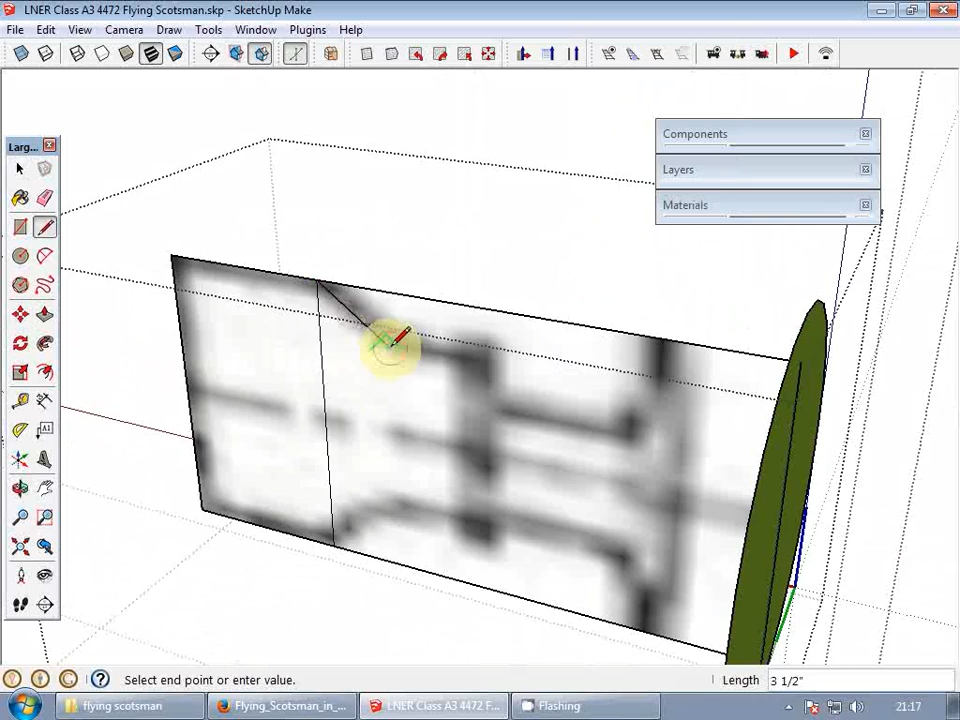 LNER Class A3 4472 Flying Scotsman.skp - SketchUp Make
File Edit View Camera Draw Tools Window Plugins Help
Components
Larg...
Layers
Materials
A1
Select end point or enter value.
Length 3 1/2"
flying scotsman
Flying_Scotsman_in_...
LNER Class A3 4472 F...
Flashing
21:17